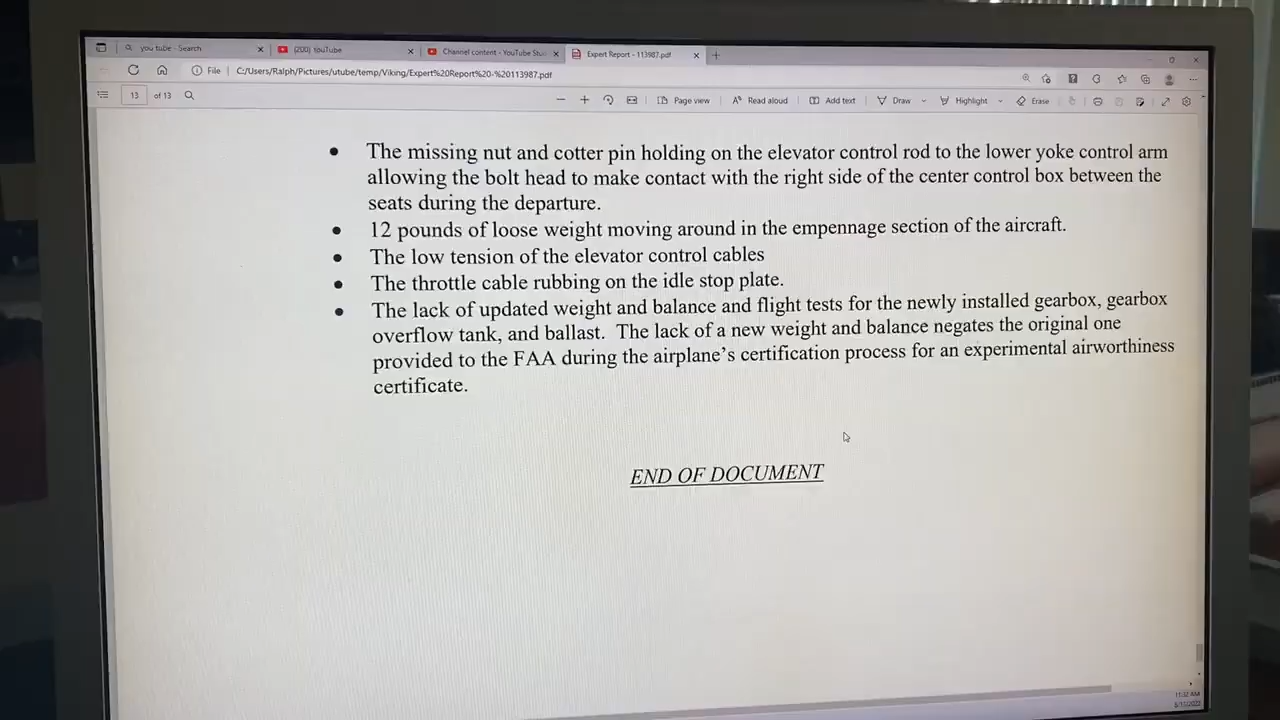 you tube - Search
(200) YouTube
Channel content - YouTube Stu
Expert Report - 113987.pdf
File
C:/Users/Ralph/Pictures/utube/temp/Viking/Expert%20Report%20-%20113987.pdf
13 of 13
Page view
Read aloud
Add text
Draw
Highlight
Erase
• The missing nut and cotter pin holding on the elevator control rod to the lower yoke control arm
allowing the bolt head to make contact with the right side of the center control box between the
seats during the departure.
• 12 pounds of loose weight moving around in the empennage section of the aircraft.
• The low tension of the elevator control cables
• The throttle cable rubbing on the idle stop plate.
• The lack of updated weight and balance and flight tests for the newly installed gearbox, gearbox
overflow tank, and ballast. The lack of a new weight and balance negates the original one
provided to the FAA during the airplane’s certification process for an experimental airworthiness
certificate.
END OF DOCUMENT
11:32 AM